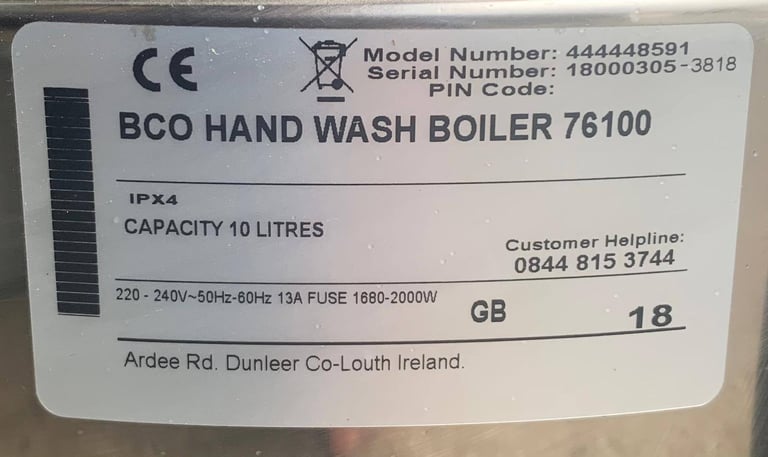 CE
Model Number: 444448591
Serial Number: 18000305-3818
PIN Code:
BCO HAND WASH BOILER 76100
IPX4
CAPACITY 10 LITRES
Customer Helpline:
0844 815 3744
220 - 240V~50Hz-60Hz 13A FUSE 1680-2000W
GB
18
Ardee Rd. Dunleer Co-Louth Ireland.